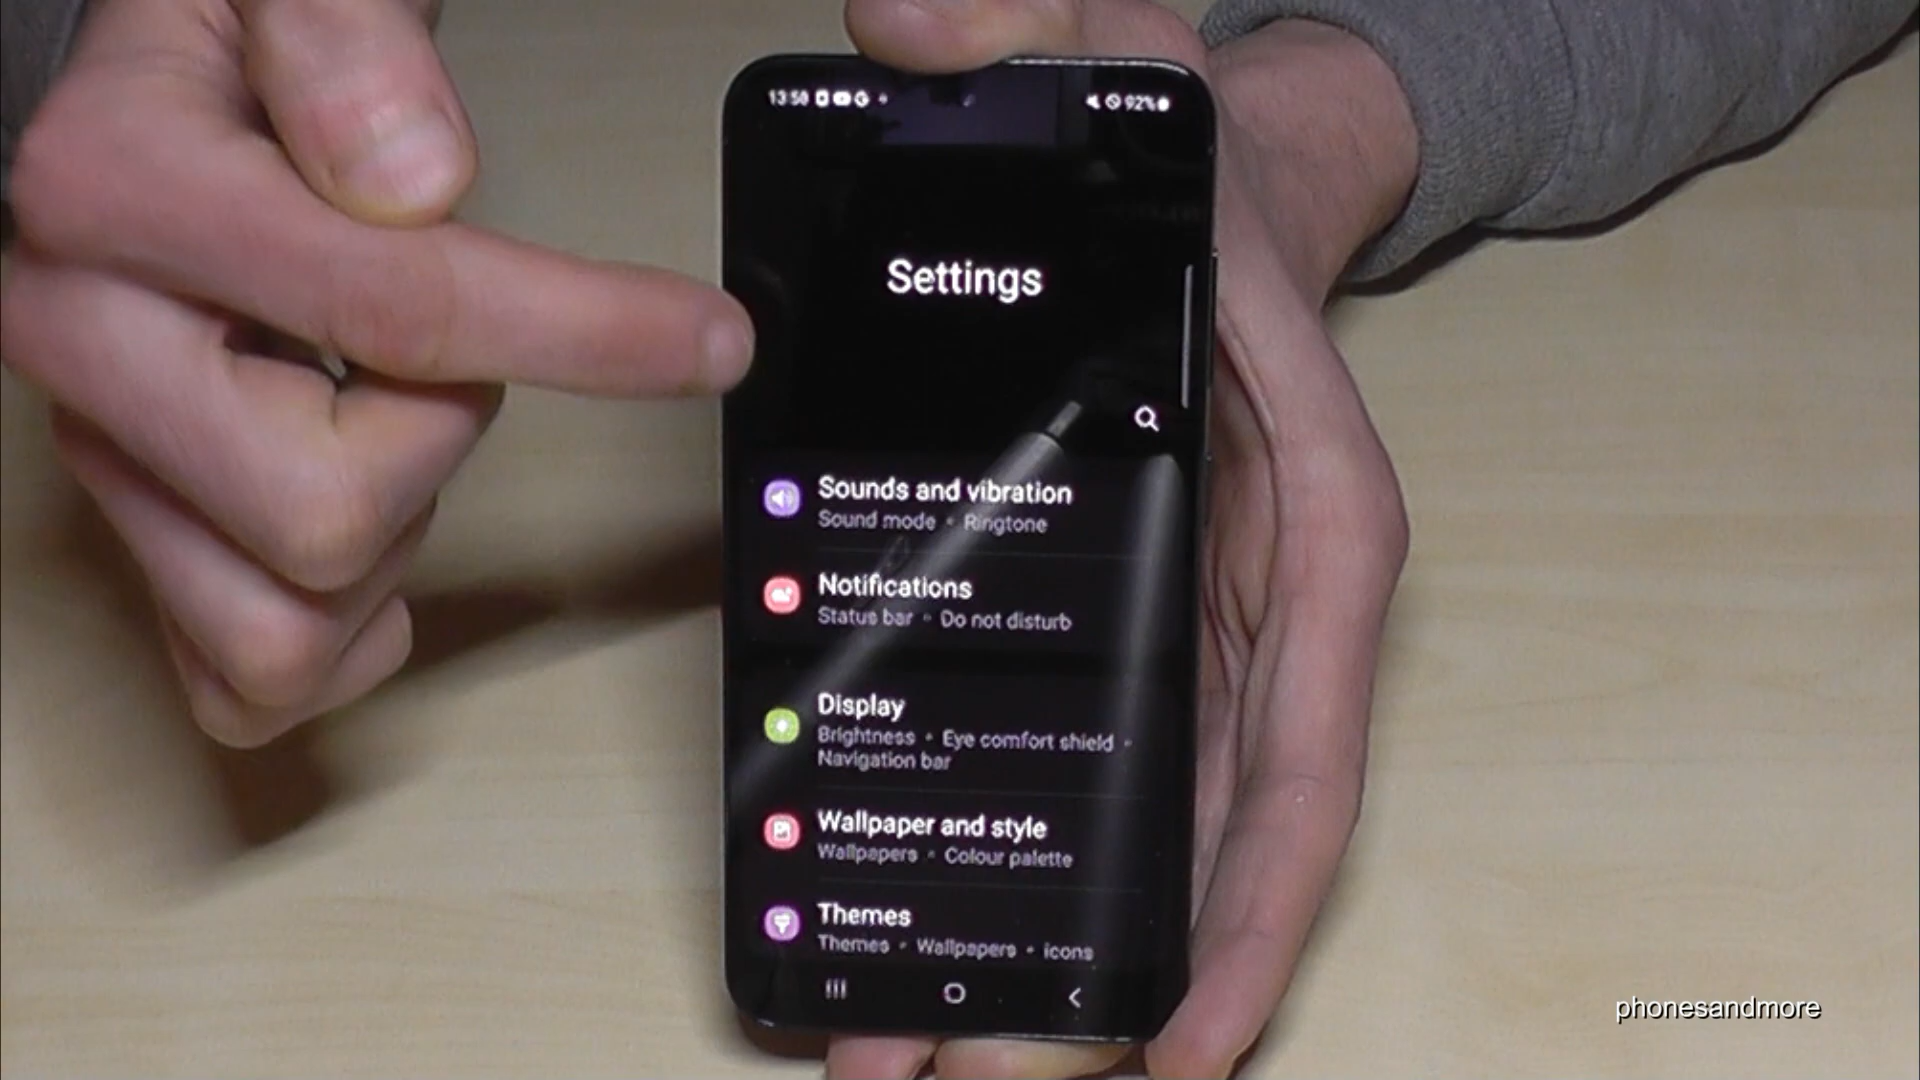 13:50
92%
Settings
Sounds and vibration
Sound mode • Ringtone
Notifications
Status bar • Do not disturb
Display
Brightness • Eye comfort shield •
Navigation bar
Wallpaper and style
Wallpapers • Colour palette
Themes
Themes • Wallpapers • icons
phonesandmore